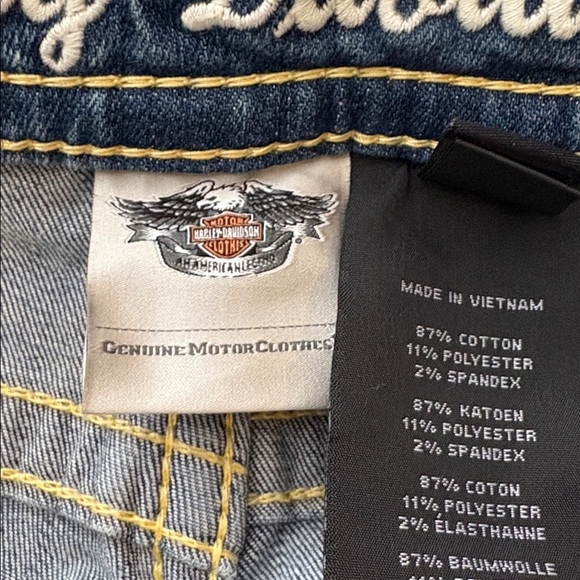 MOTOR
HARLEY-DAVIDSON
CLOTHES
AN AMERICAN LEGEND
GENUINE MOTORCLOTHES
MADE IN VIETNAM
87% COTTON
11% POLYESTER
2% SPANDEX
87% KATOEN
11% POLYESTER
2% SPANDEX
87% COTON
11% POLYESTER
2% ÉLASTHANNE
87% BAUMWOLLE